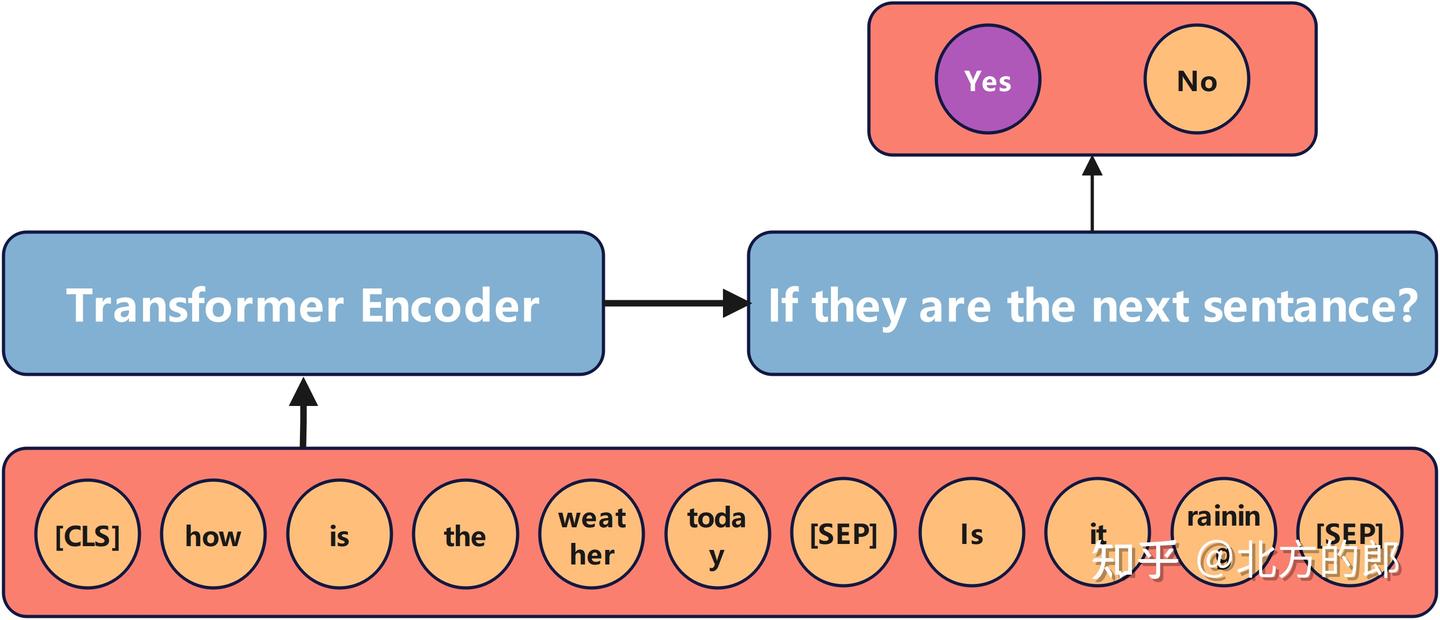 Yes
No
Transformer Encoder
If they are the next sentance?
[CLS]
how
is
the
weat
her
toda
y
[SEP]
Is
it
rainin
g
[SEP]
知乎 @北方的郎